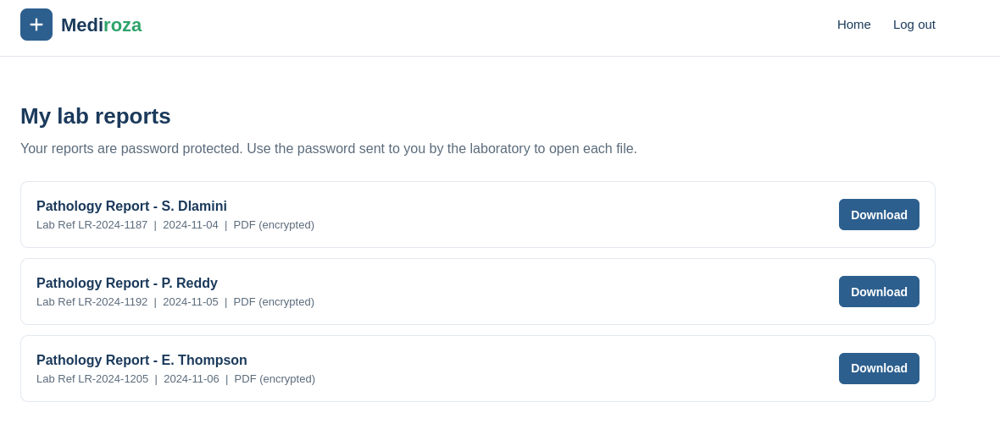 Mediroza
Home
Log out
My lab reports
Your reports are password protected. Use the password sent to you by the laboratory to open each file.
Pathology Report - S. Dlamini
Lab Ref LR-2024-1187 | 2024-11-04 | PDF (encrypted)
Download
Pathology Report - P. Reddy
Lab Ref LR-2024-1192 | 2024-11-05 | PDF (encrypted)
Download
Pathology Report - E. Thompson
Lab Ref LR-2024-1205 | 2024-11-06 | PDF (encrypted)
Download